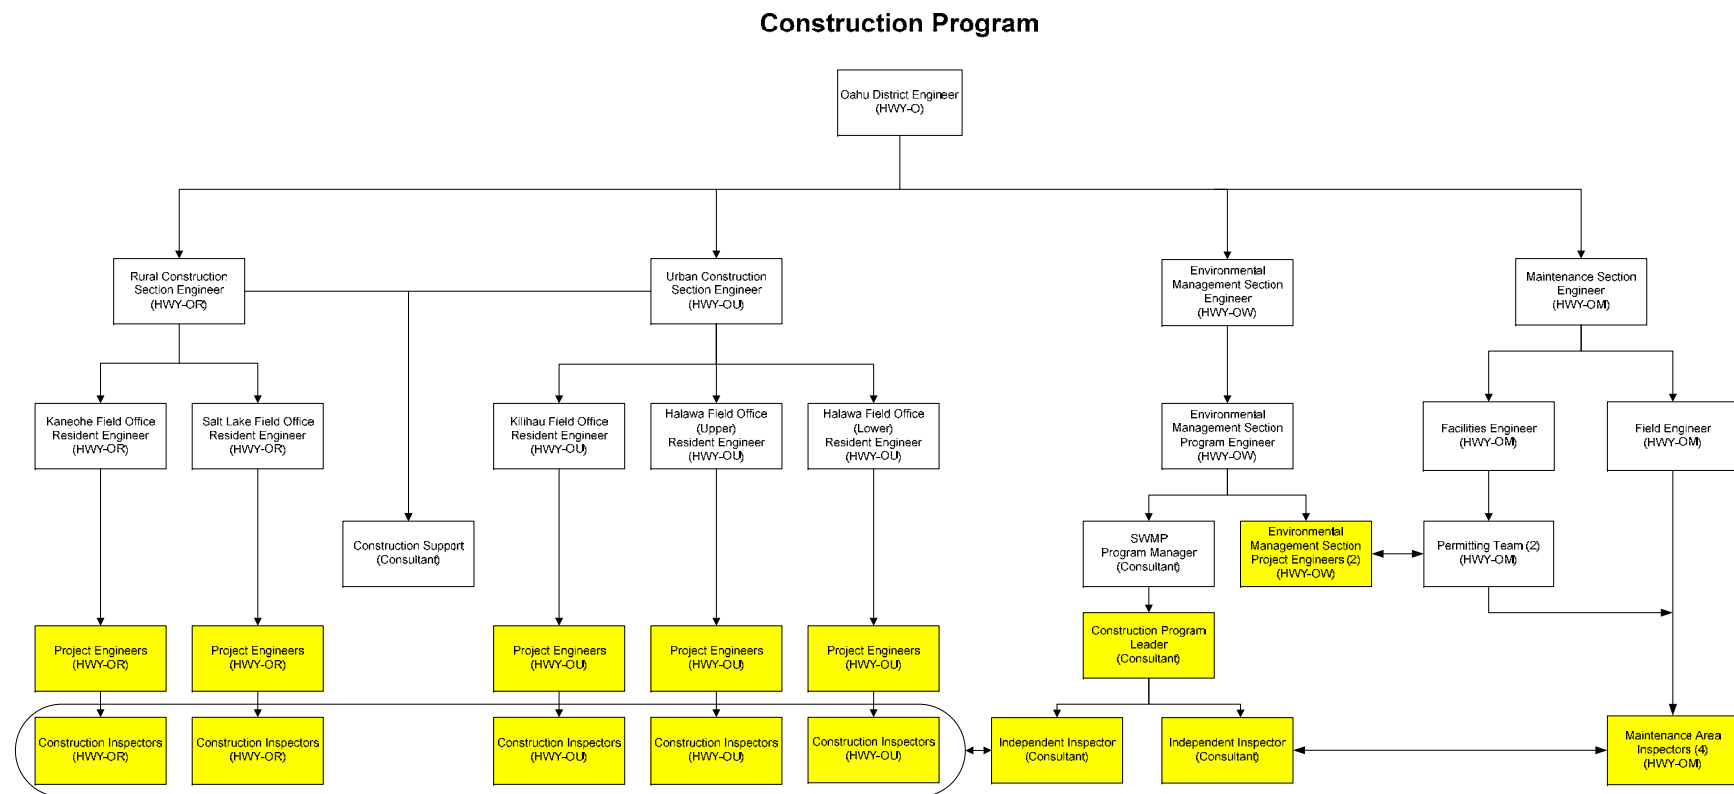 Construction Program
Oahu District Engineer
(HWY-O)
Rural Construction
Section Engineer
(HWY-OR)
Urban Construction
Section Engineer
(HWY-OU)
Environmental
Management Section
Engineer
(HWY-OW)
Maintenance Section
Engineer
(HWY-OM)
Kaneohe Field Office
Resident Engineer
(HWY-OR)
Salt Lake Field Office
Resident Engineer
(HWY-OR)
Kilihau Field Office
Resident Engineer
(HWY-OU)
Halawa Field Office
(Upper)
Resident Engineer
(HWY-OU)
Halawa Field Office
(Lower)
Resident Engineer
(HWY-OU)
Environmental
Management Section
Program Engineer
(HWY-OW)
Facilities Engineer
(HWY-OM)
Field Engineer
(HWY-OM)
Construction Support
(Consultant)
SWMP
Program Manager
(Consultant)
Environmental
Management Section
Project Engineers (2)
(HWY-OW)
Permitting Team (2)
(HWY-OM)
Project Engineers
(HWY-OR)
Project Engineers
(HWY-OR)
Project Engineers
(HWY-OU)
Project Engineers
(HWY-OU)
Project Engineers
(HWY-OU)
Construction Program
Leader
(Consultant)
Construction Inspectors
(HWY-OR)
Construction Inspectors
(HWY-OR)
Construction Inspectors
(HWY-OU)
Construction Inspectors
(HWY-OU)
Construction Inspectors
(HWY-OU)
Independent Inspector
(Consultant)
Independent Inspector
(Consultant)
Maintenance Area
Inspectors (4)
(HWY-OM)